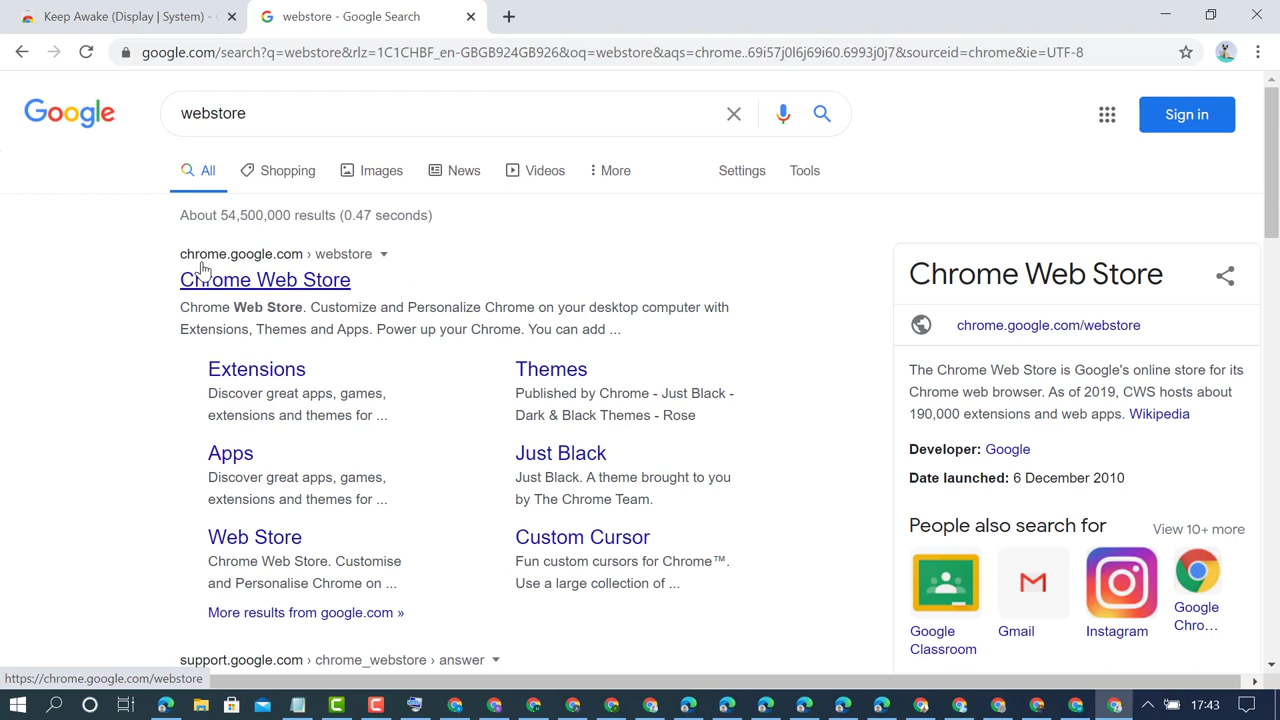 Keep Awake (Display | System) -
webstore - Google Search
google.com/search?q=webstore&rlz=1C1CHBF_en-GBGB924GB926&oq=webstore&aqs=chrome..69i57j0l6j69i60.6993j0j7&sourceid=chrome&ie=UTF-8
Google
webstore
Sign in
All
Shopping
Images
News
Videos
More
Settings
Tools
About 54,500,000 results (0.47 seconds)
chrome.google.com › webstore
Chrome Web Store
Chrome Web Store. Customize and Personalize Chrome on your desktop computer with
Extensions, Themes and Apps. Power up your Chrome. You can add ...
Extensions
Discover great apps, games,
extensions and themes for ...
Themes
Published by Chrome - Just Black -
Dark & Black Themes - Rose
Apps
Discover great apps, games,
extensions and themes for ...
Just Black
Just Black. A theme brought to you
by The Chrome Team.
Web Store
Chrome Web Store. Customise
and Personalise Chrome on ...
Custom Cursor
Fun custom cursors for Chrome™.
Use a large collection of ...
More results from google.com »
support.google.com › chrome_webstore › answer
https://chrome.google.com/webstore
Chrome Web Store
chrome.google.com/webstore
The Chrome Web Store is Google's online store for its
Chrome web browser. As of 2019, CWS hosts about
190,000 extensions and web apps. Wikipedia
Developer: Google
Date launched: 6 December 2010
People also search for
View 10+ more
Google
Classroom
Gmail
Instagram
Google
Chro...
17:43